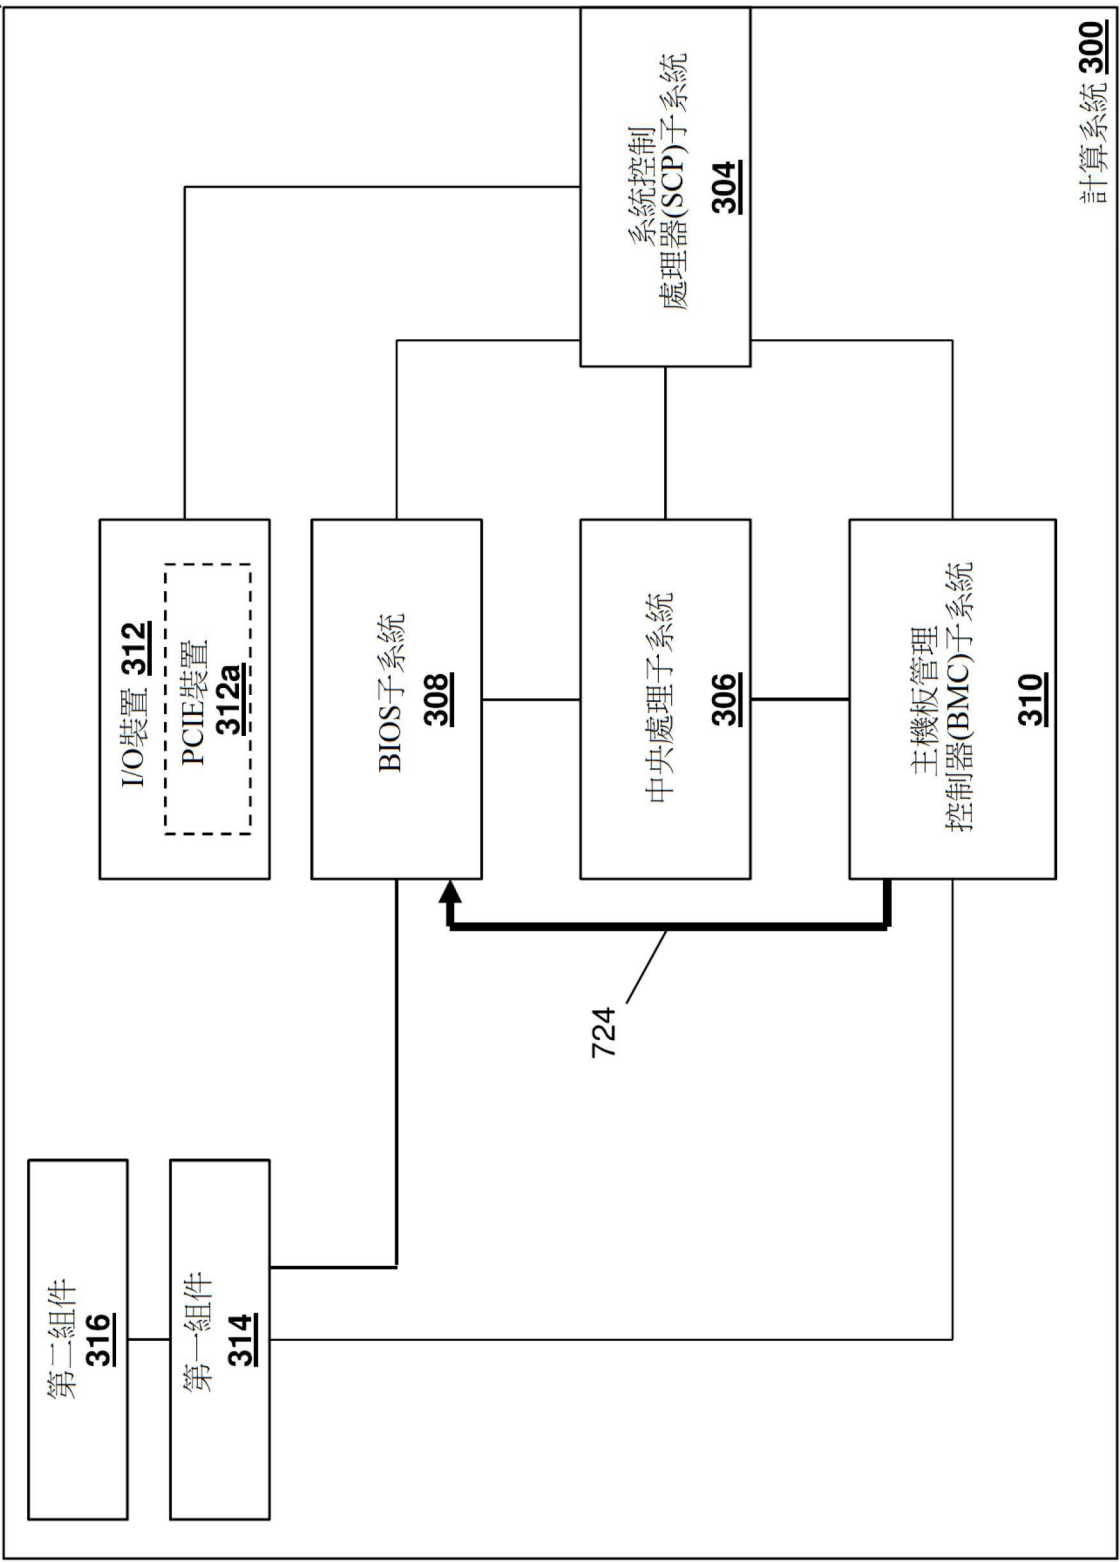 第二組件
316
第一組件
314
I/O裝置 312
PCIE裝置
312a
BIOS子系統
308
中央處理子系統
306
主機板管理
控制器(BMC)子系統
310
724
系統控制
處理器(SCP)子系統
304
計算系統 300